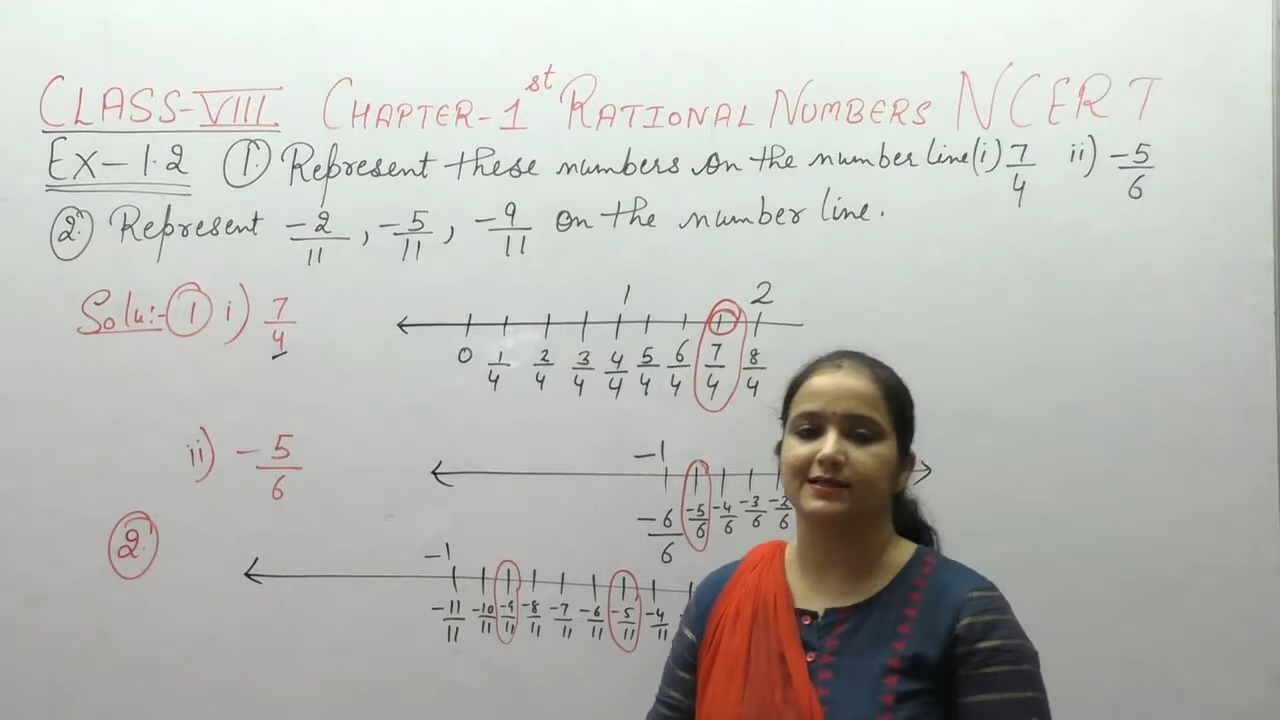 CLASS-VIII CHAPTER-1st RATIONAL NUMBERS NCERT
Ex-1.2 ① Represent these numbers on the number line (i) 7/4 ii) -5/6
② Represent -2/11, -5/11, -9/11 on the number line.
Solu:- ① i) 7/4
1 2
0 1/4 2/4 3/4 4/4 5/4 6/4 7/4 8/4
ii) -5/6
-1
-6/6 -5/6 -4/6 -3/6 -2/6
②
-1
-11/11 -10/11 -9/11 -8/11 -7/11 -6/11 -5/11 -4/11